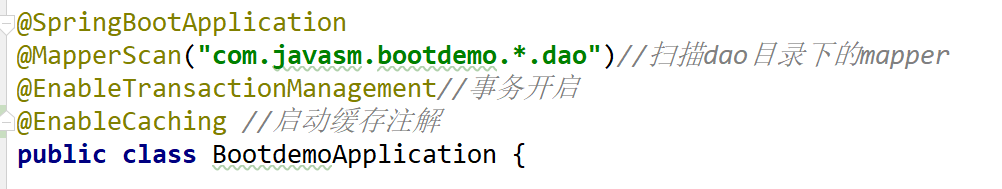 @SpringBootApplication
@MapperScan("com.javasm.bootdemo.*.dao")//扫描dao目录下的mapper
@EnableTransactionManagement//事务开启
@EnableCaching //启动缓存注解
public class BootdemoApplication {